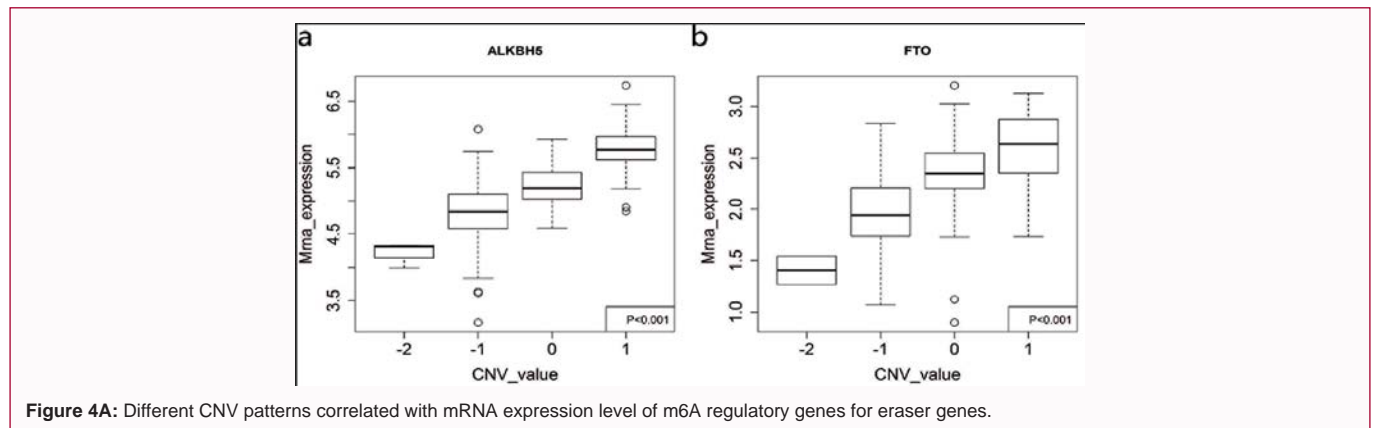 a
ALKBH5
Mrna_expression
6.5
5.5
4.5
3.5
P<0.001
-2
-1
0
1
CNV_value
b
FTO
Mrna_expression
3.0
2.5
2.0
1.5
1.0
P<0.001
-2
-1
0
1
CNV_value
Figure 4A: Different CNV patterns correlated with mRNA expression level of m6A regulatory genes for eraser genes.